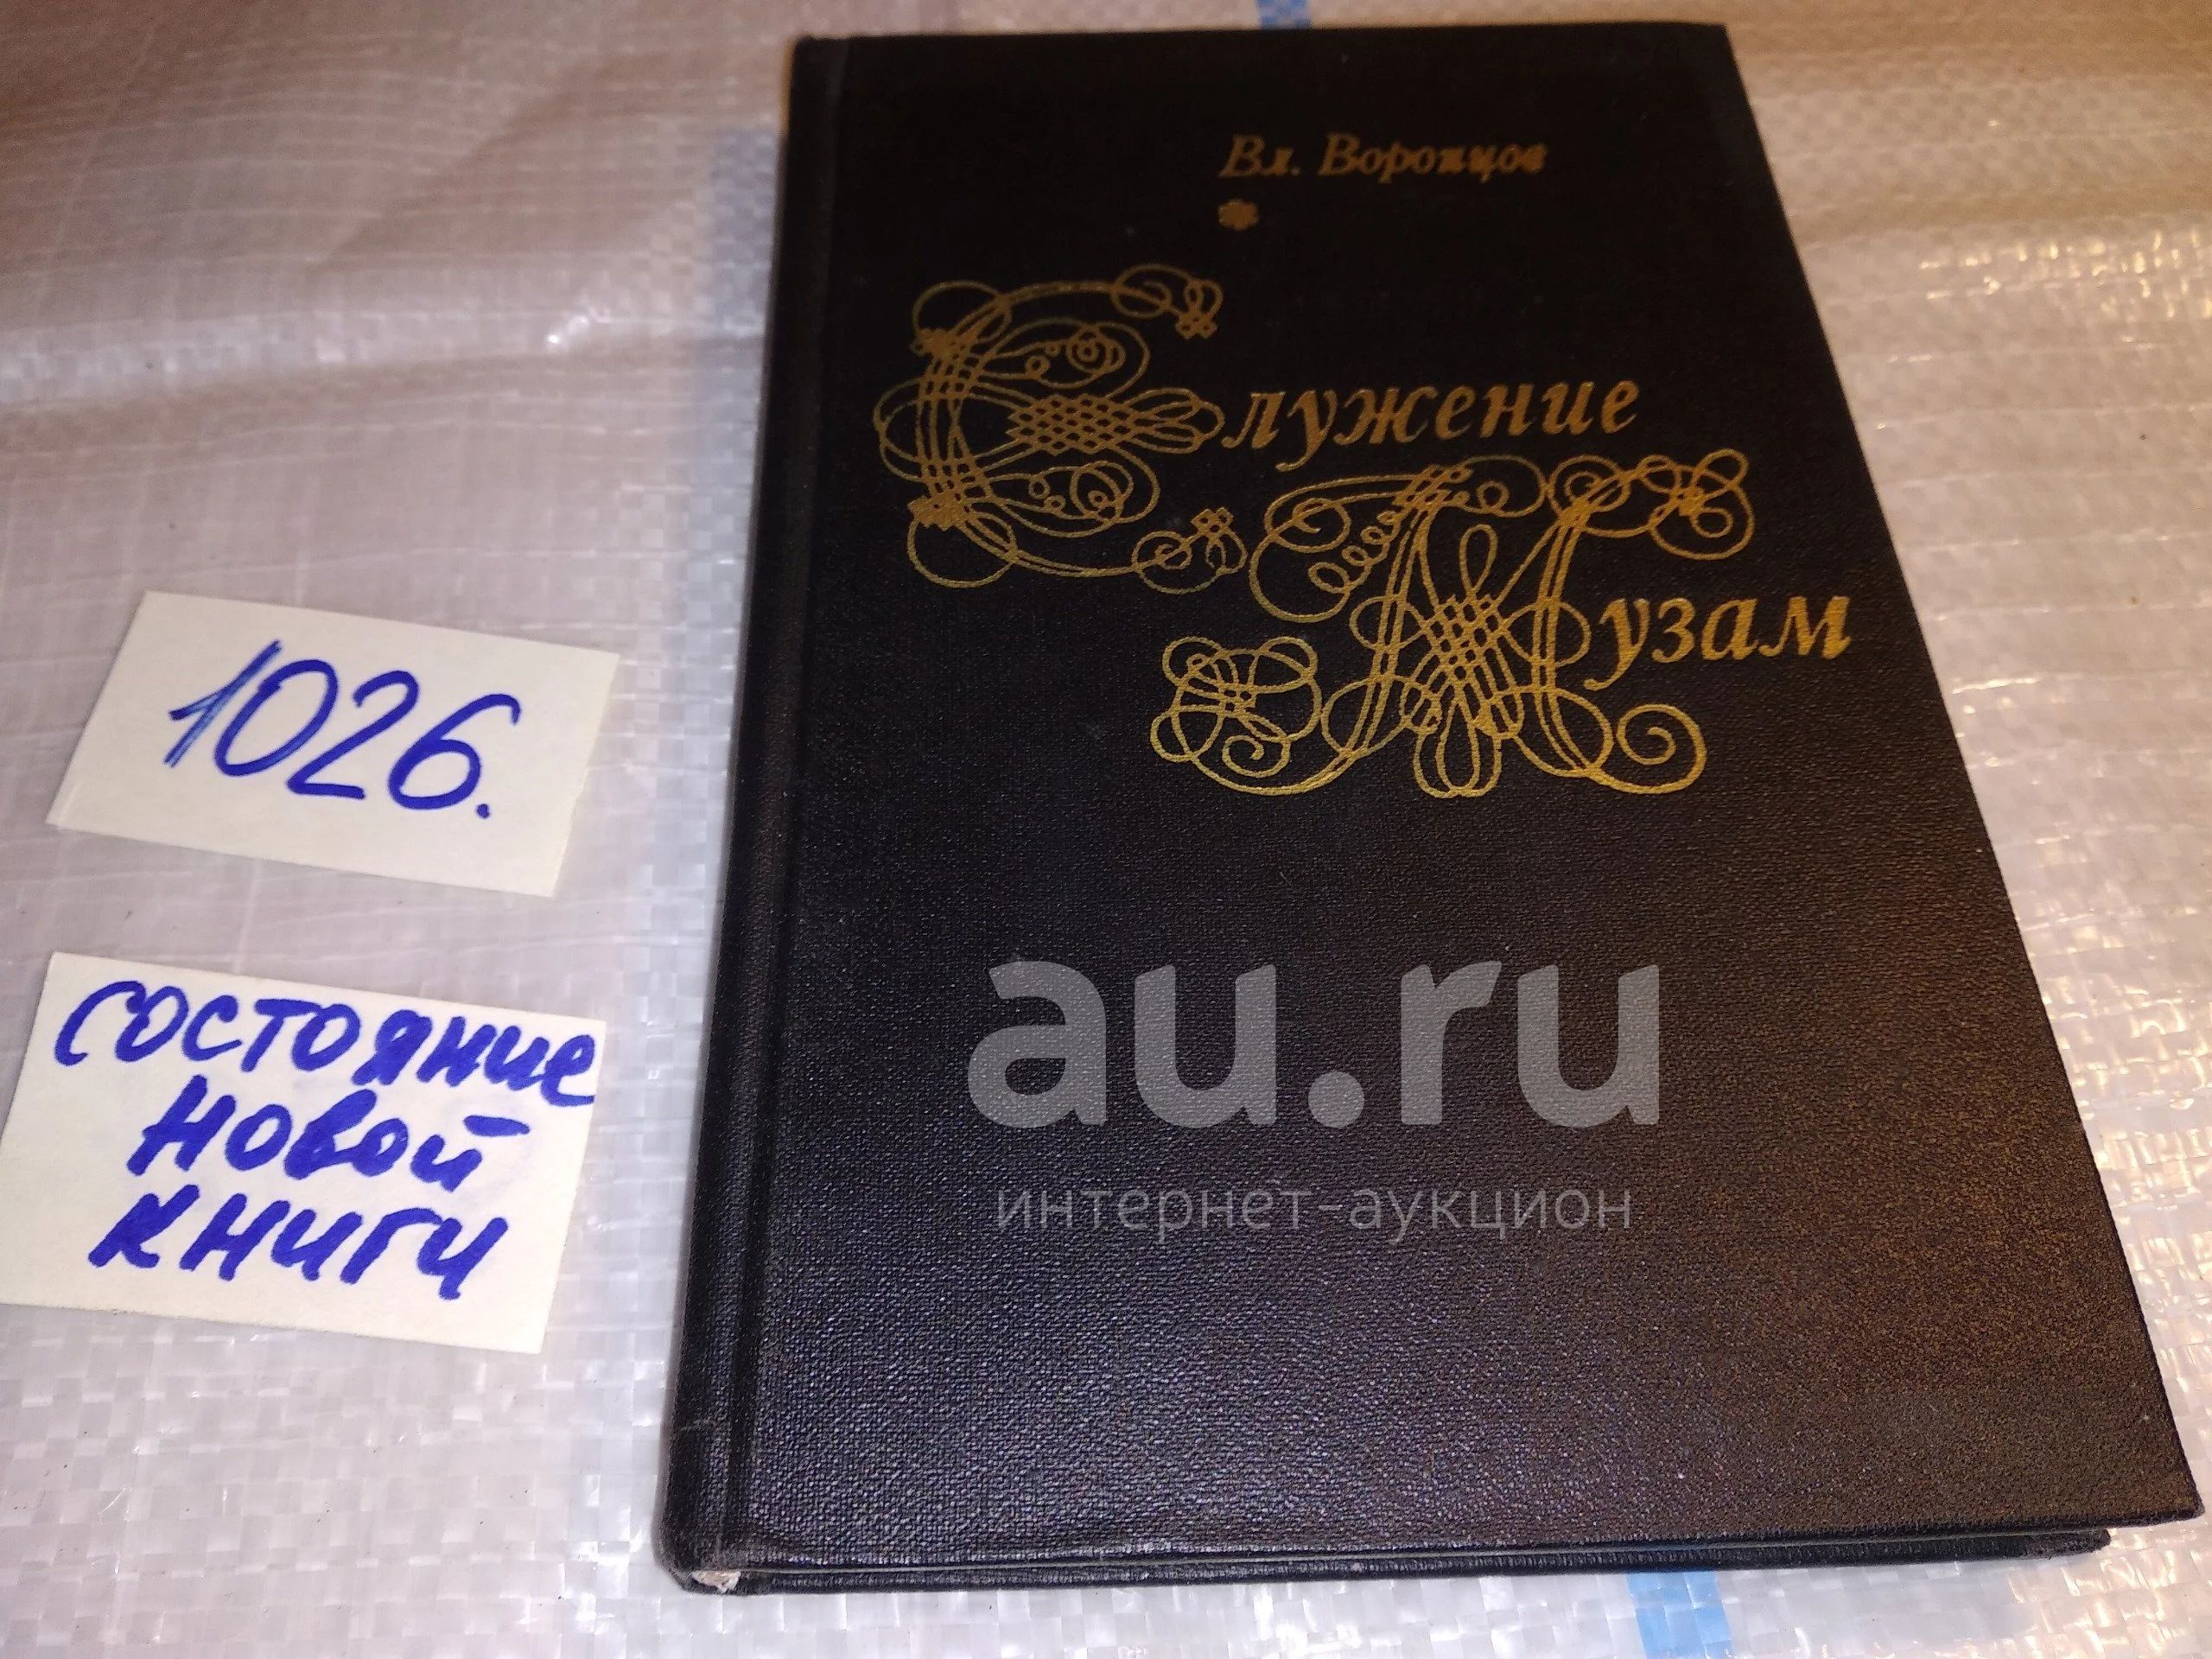 Вл. Воронцов
Служение
Музам
1026.
состояние
новой
книги
au.ru
интернет-аукцион